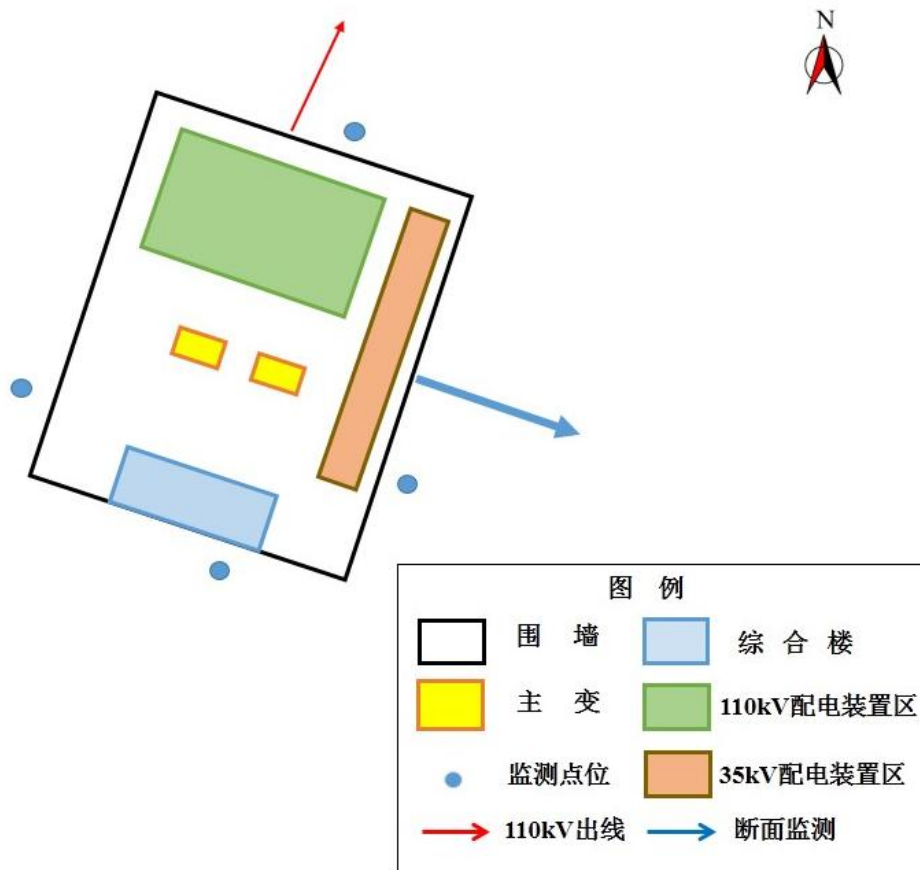 N
图 例
围 墙
综 合 楼
主 变
110kV配电装置区
监测点位
35kV配电装置区
110kV出线
断面监测